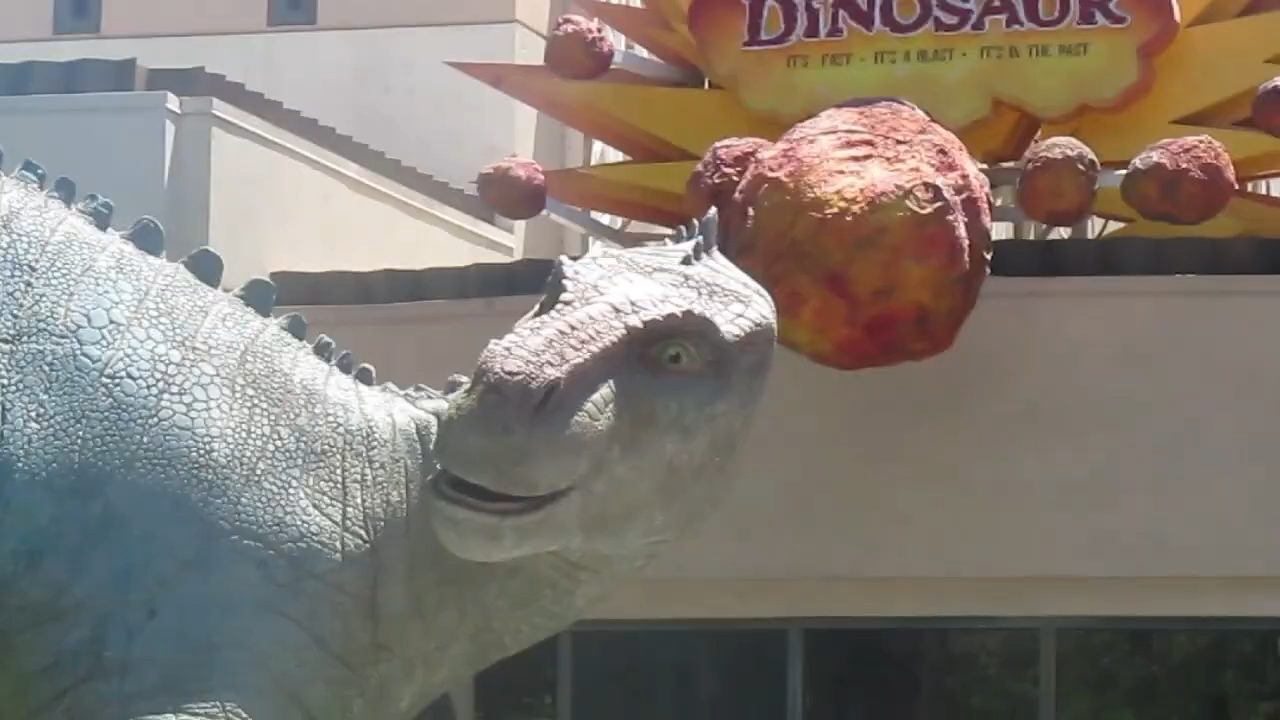 DINOSAUR
IT'S FAST • IT'S A BLAST • IT'S IN THE PAST